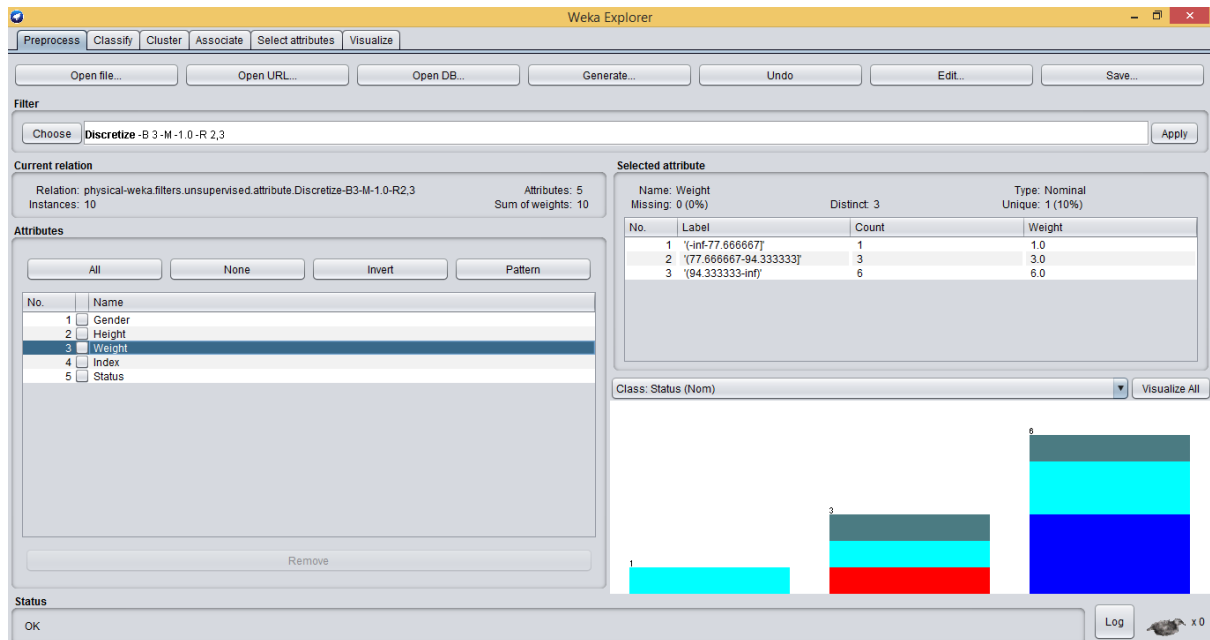 Weka Explorer
Preprocess Classify Cluster Associate Select attributes Visualize
Open file... Open URL... Open DB... Generate... Undo Edit... Save...
Filter
Choose Discretize -B 3 -M -1.0 -R 2,3 Apply
Current relation
Relation: physical-weka.filters.unsupervised.attribute.Discretize-B3-M-1.0-R2,3 Attributes: 5
Instances: 10 Sum of weights: 10
Attributes
All None Invert Pattern
No. Name
1 Gender
2 Height
3 Weight
4 Index
5 Status
Remove
Selected attribute
Name: Weight Type: Nominal
Missing: 0 (0%) Distinct: 3 Unique: 1 (10%)
No. Label Count Weight
1 '(-inf-77.666667]' 1 1.0
2 '(77.666667-94.333333]' 3 3.0
3 '(94.333333-inf)' 6 6.0
Class: Status (Nom) Visualize All
1
3
6
Status
OK
Log x 0